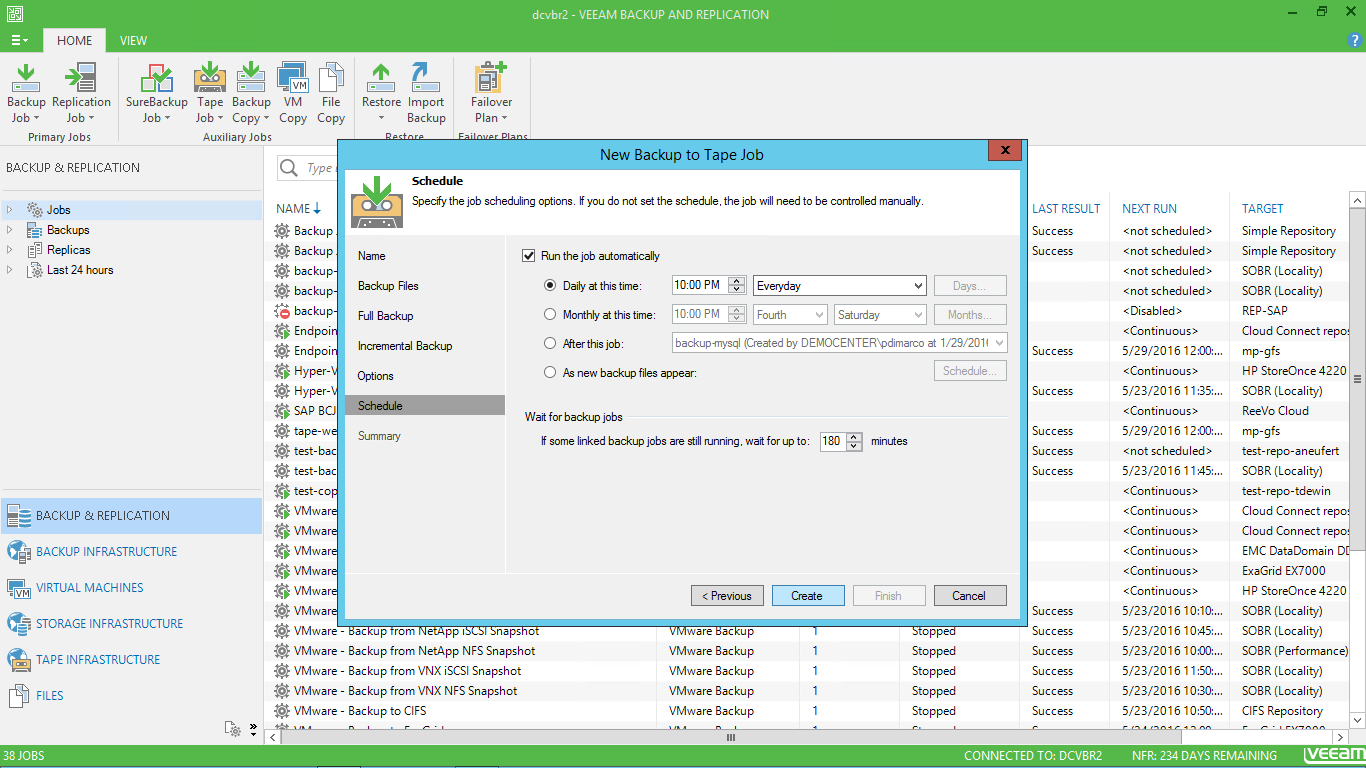 dcvbr2 - VEEAM BACKUP AND REPLICATION
HOME VIEW
Backup Job
Replication Job
SureBackup Job
Tape Job
Backup Copy
VM Copy
File Copy
Restore
Import Backup
Failover Plan
Primary Jobs
Auxiliary Jobs
Restore
Failover Plans
BACKUP & REPLICATION
Jobs
Backups
Replicas
Last 24 hours
BACKUP & REPLICATION
BACKUP INFRASTRUCTURE
VIRTUAL MACHINES
STORAGE INFRASTRUCTURE
TAPE INFRASTRUCTURE
FILES
New Backup to Tape Job
Schedule
Specify the job scheduling options. If you do not set the schedule, the job will need to be controlled manually.
Name
Backup Files
Full Backup
Incremental Backup
Options
Schedule
Summary
Run the job automatically
Daily at this time: 10:00 PM Everyday Days...
Monthly at this time: 10:00 PM Fourth Saturday Months...
After this job: backup-mysql (Created by DEMOCENTER\pdimarco at 1/29/2016
As new backup files appear: Schedule...
Wait for backup jobs
If some linked backup jobs are still running, wait for up to: 180 minutes
< Previous Create Finish Cancel
Type
NAME LAST RESULT NEXT RUN TARGET
Backup Success <not scheduled> Simple Repository
Backup Success <not scheduled> Simple Repository
backup- <not scheduled> SOBR (Locality)
backup- <not scheduled> SOBR (Locality)
backup- <Disabled> REP-SAP
Endpoin <Continuous> Cloud Connect repos
Endpoin Success 5/29/2016 12:00:... mp-gfs
Hyper-V <Continuous> HP StoreOnce 4220
Hyper-V Success 5/23/2016 11:35:... SOBR (Locality)
SAP BCJ <Continuous> ReeVo Cloud
tape-we Success 5/29/2016 12:00:... mp-gfs
test-bac Success <not scheduled> test-repo-aneufert
test-bac Success 5/23/2016 11:45:... SOBR (Locality)
test-cop <Continuous> test-repo-tdewin
VMware <Continuous> Cloud Connect repos
VMware <Continuous> Cloud Connect repos
VMware <Continuous> EMC DataDomain DD
VMware <Continuous> ExaGrid EX7000
VMware <Continuous> HP StoreOnce 4220
VMware Success 5/23/2016 10:10:... SOBR (Locality)
VMware - Backup from NetApp iSCSI Snapshot VMware Backup 1 Stopped Success 5/23/2016 10:45:... SOBR (Locality)
VMware - Backup from NetApp NFS Snapshot VMware Backup 1 Stopped Success 5/23/2016 10:00:... SOBR (Performance)
VMware - Backup from VNX iSCSI Snapshot VMware Backup 1 Stopped Success 5/23/2016 11:50:... SOBR (Locality)
VMware - Backup from VNX NFS Snapshot VMware Backup 1 Stopped Success 5/23/2016 10:30:... SOBR (Locality)
VMware - Backup to CIFS VMware Backup 1 Stopped Success 5/23/2016 10:50:... CIFS Repository
38 JOBS CONNECTED TO: DCVBR2 NFR: 234 DAYS REMAINING veeam